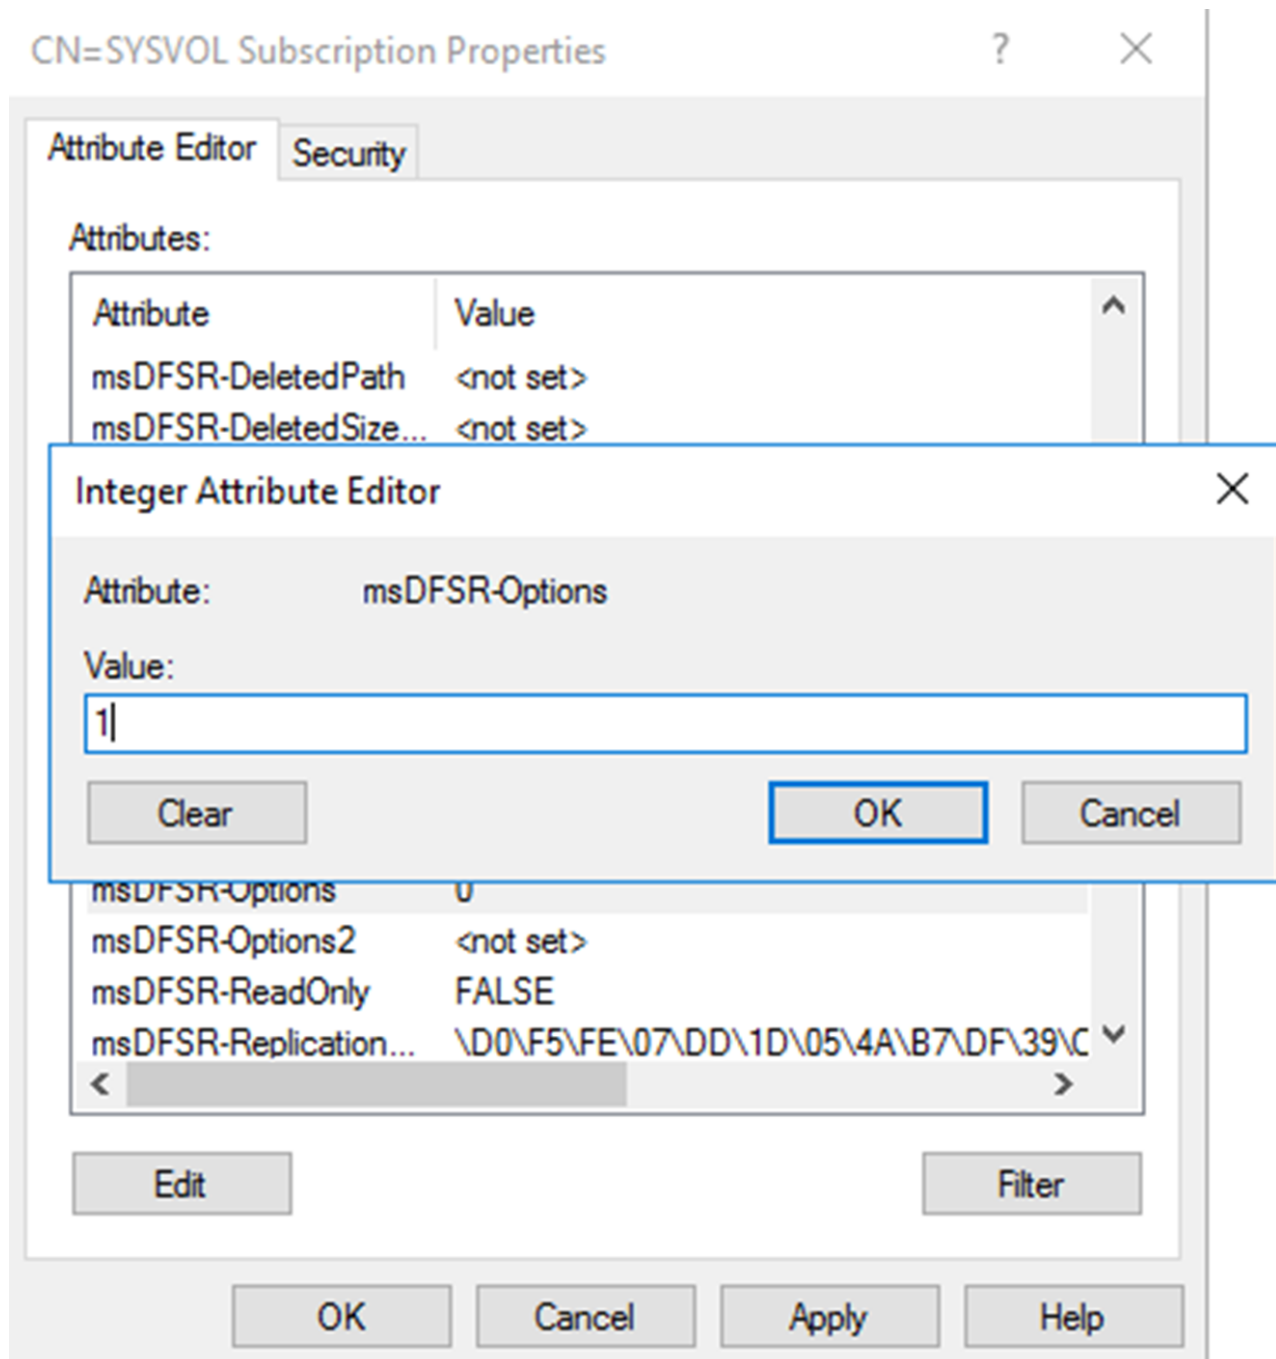 CN=SYSVOL Subscription Properties ?
Attribute Editor Security
Attributes:
Attribute Value
msDFSR-DeletedPath <not set>
msDFSR-DeletedSize... <not set>
Integer Attribute Editor
Attribute: msDFSR-Options
Value:
1
Clear OK Cancel
msDFSR-Options 0
msDFSR-Options2 <not set>
msDFSR-ReadOnly FALSE
msDFSR-Replication... \D0\F5\FE\07\DD\1D\05\4A\B7\DF\39\C
Edit Filter
OK Cancel Apply Help